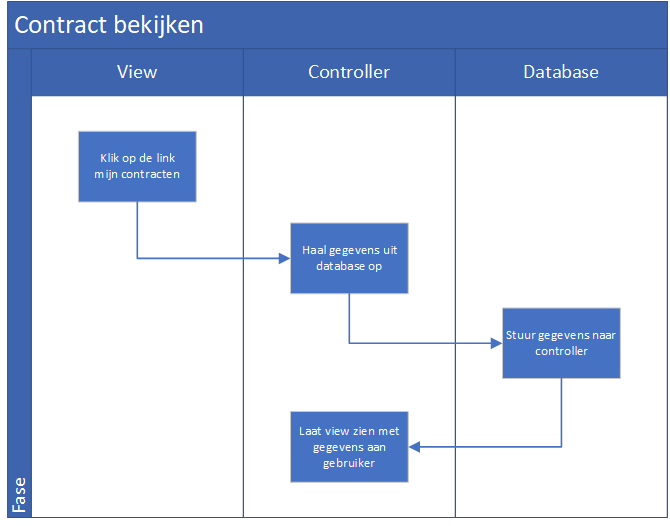 Contract bekijken
View
Controller
Database
Klik op de link
mijn contracten
Haal gegevens uit
database op
Stuur gegevens naar
controller
Laat view zien met
gegevens aan
gebruiker
Fase